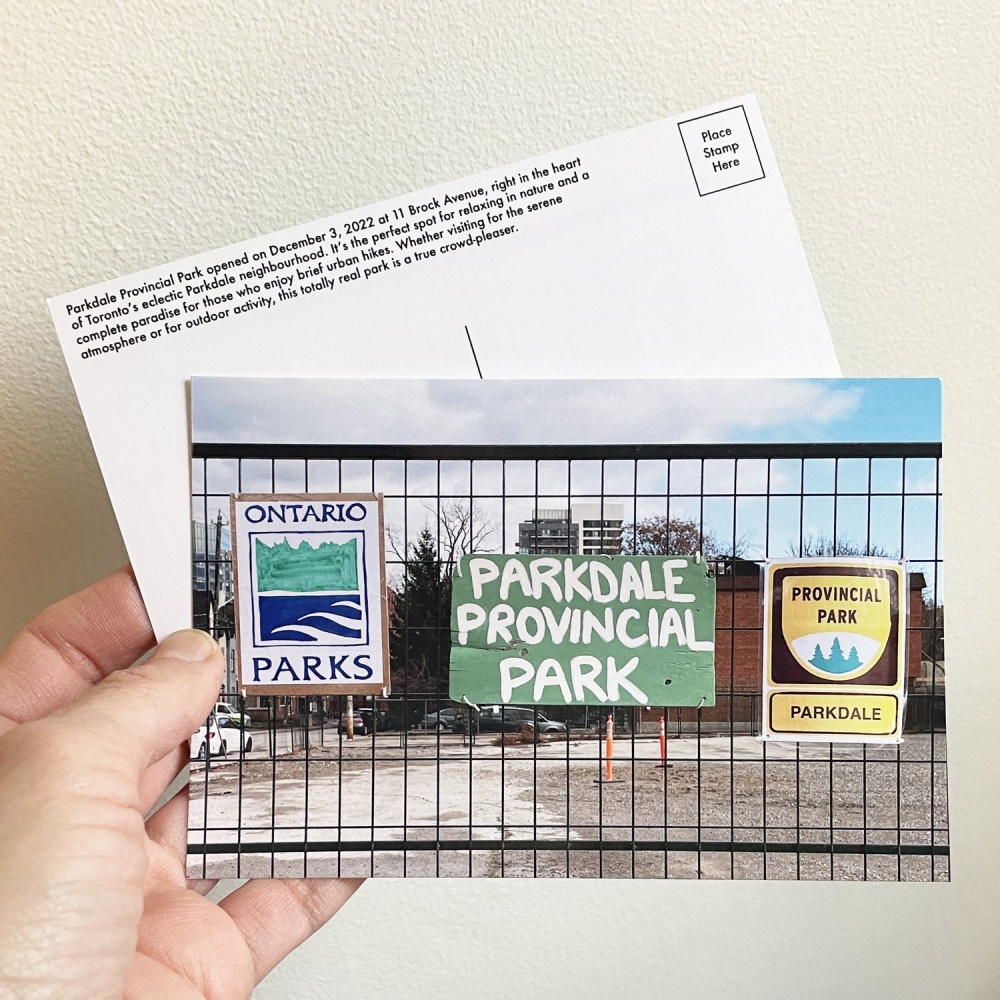 Place
Stamp
Here
Parkdale Provincial Park opened on December 3, 2022 at 11 Brock Avenue, right in the heart
of Toronto's eclectic Parkdale neighbourhood. It's the perfect spot for relaxing in nature and a
complete paradise for those who enjoy brief urban hikes. Whether visiting for the serene
atmosphere or for outdoor activity, this totally real park is a true crowd-pleaser.
ONTARIO
PARKS
PARKDALE
PROVINCIAL
PARK
PROVINCIAL
PARK
PARKDALE